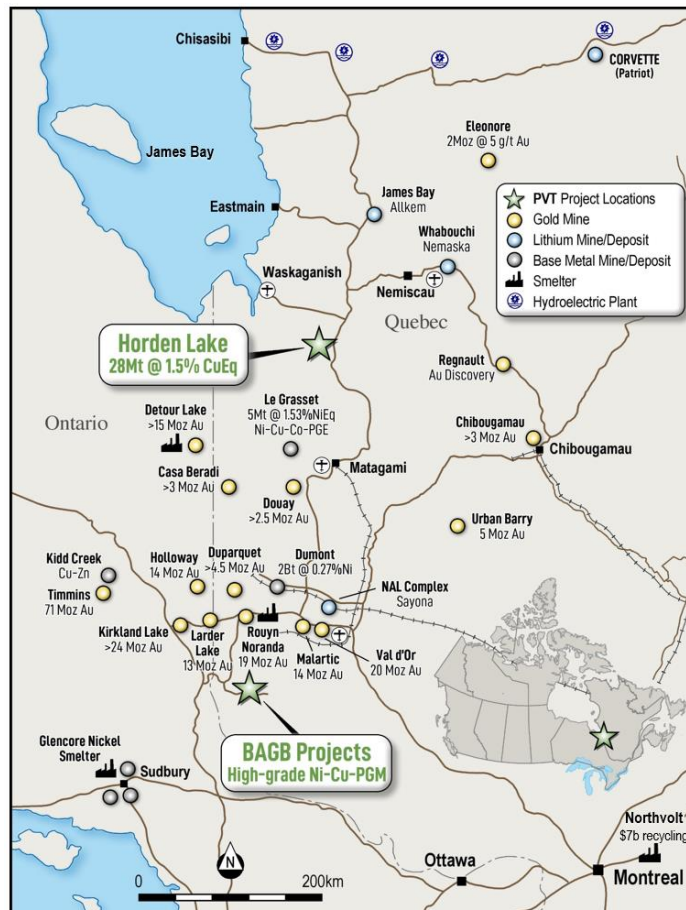 Chisasibi
CORVETTE
(Patriot)
Eleonore
2Moz @ 5 g/t Au
James Bay
James Bay
Allkem
Eastmain
PVT Project Locations
Gold Mine
Lithium Mine/Deposit
Base Metal Mine/Deposit
Smelter
Hydroelectric Plant
Whabouchi
Nemaska
Waskaganish
Nemiscau
Quebec
Horden Lake
28Mt @ 1.5% CuEq
Regnault
Au Discovery
Ontario
Detour Lake
>15 Moz Au
Le Grasset
5Mt @ 1.53%NiEq
Ni-Cu-Co-PGE
Chibougamau
>3 Moz Au
Chibougamau
Casa Beradi
>3 Moz Au
Matagami
Douay
>2.5 Moz Au
Urban Barry
5 Moz Au
Kidd Creek
Cu-Zn
Timmins
71 Moz Au
Holloway
14 Moz Au
Duparquet
>4.5 Moz Au
Dumont
2Bt @ 0.27%Ni
NAL Complex
Sayona
Kirkland Lake
>24 Moz Au
Larder
Lake
13 Moz Au
Rouyn
Noranda
19 Moz Au
Malartic
14 Moz Au
Val d'Or
20 Moz Au
BAGB Projects
High-grade Ni-Cu-PGM
Glencore Nickel
Smelter
Sudbury
Northvolt
$7b recycling
N
0
200km
Ottawa
Montreal